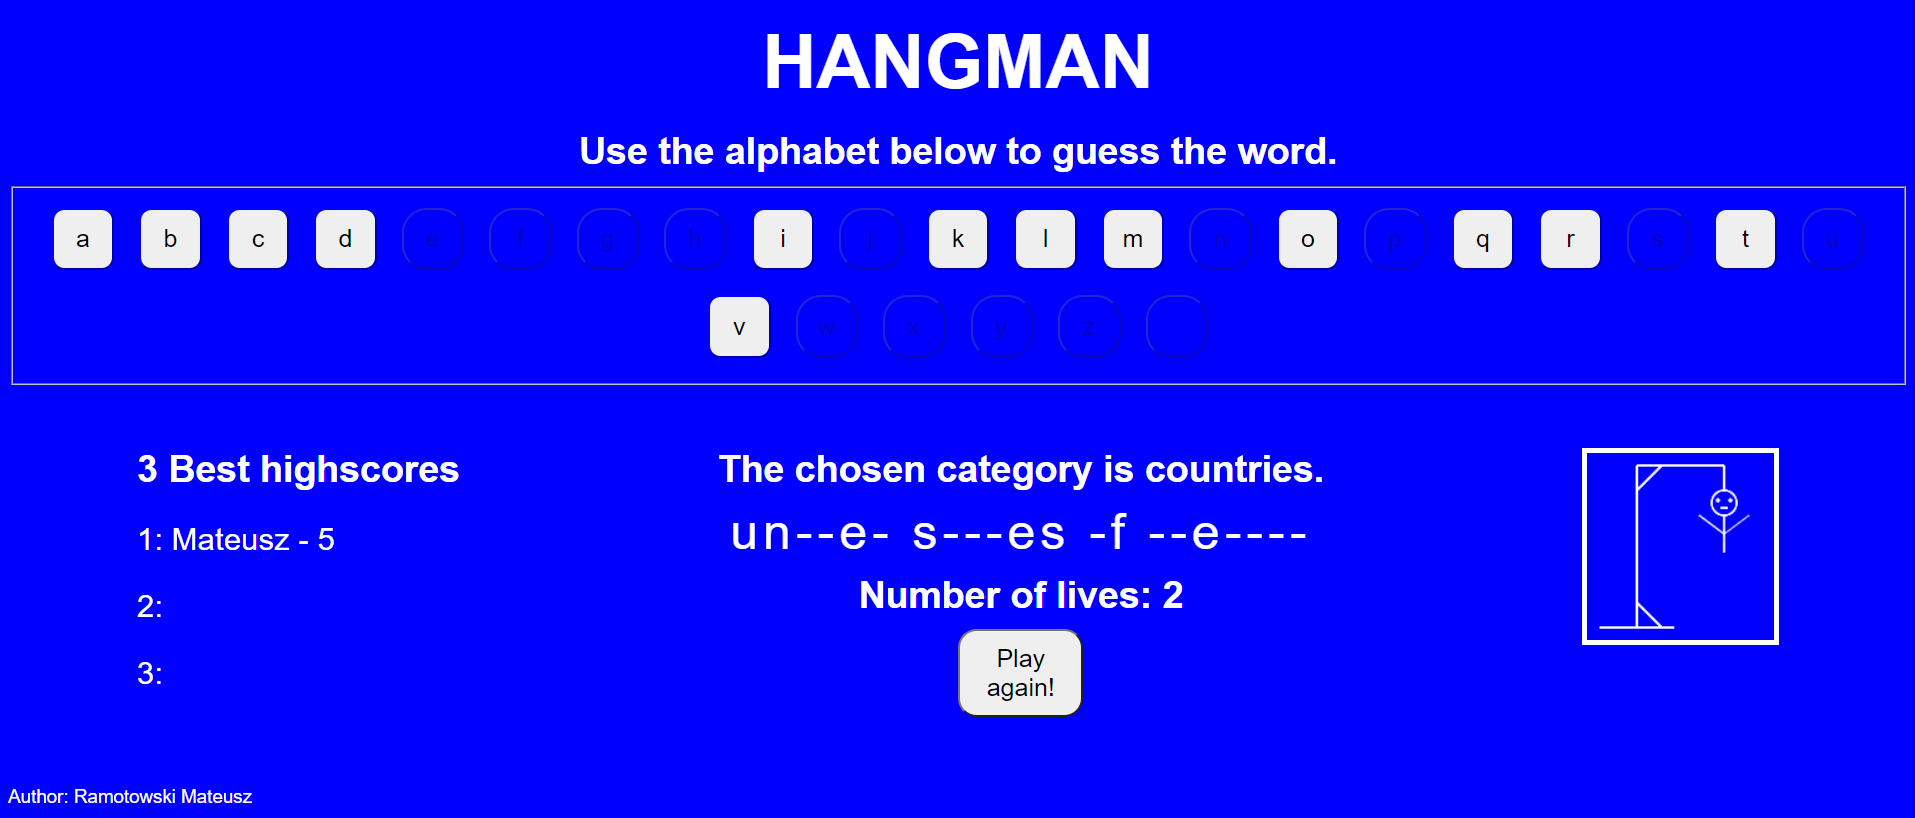 HANGMAN
Use the alphabet below to guess the word.
a b c d e f g h i j k l m n o p q r s t u
v w x y z
3 Best highscores
1: Mateusz - 5
2:
3:
The chosen category is countries.
un--e- s---es -f --e----
Number of lives: 2
Play
again!
Author: Ramotowski Mateusz